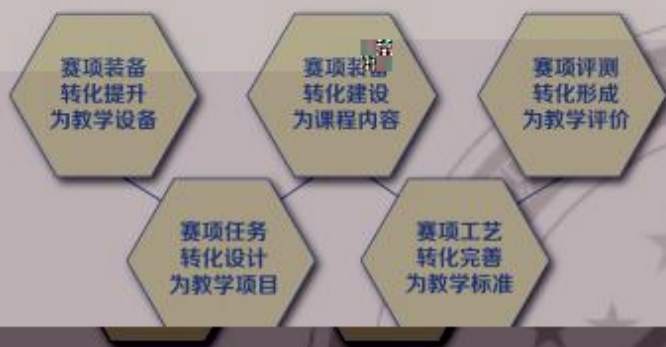 赛项装备
转化提升
为教学设备
赛项装
转化建设
为课程内容
赛项评测
转化形成
为教学评价
赛项任务
转化设计
为教学项目
赛项工艺
转化完善
为教学标准